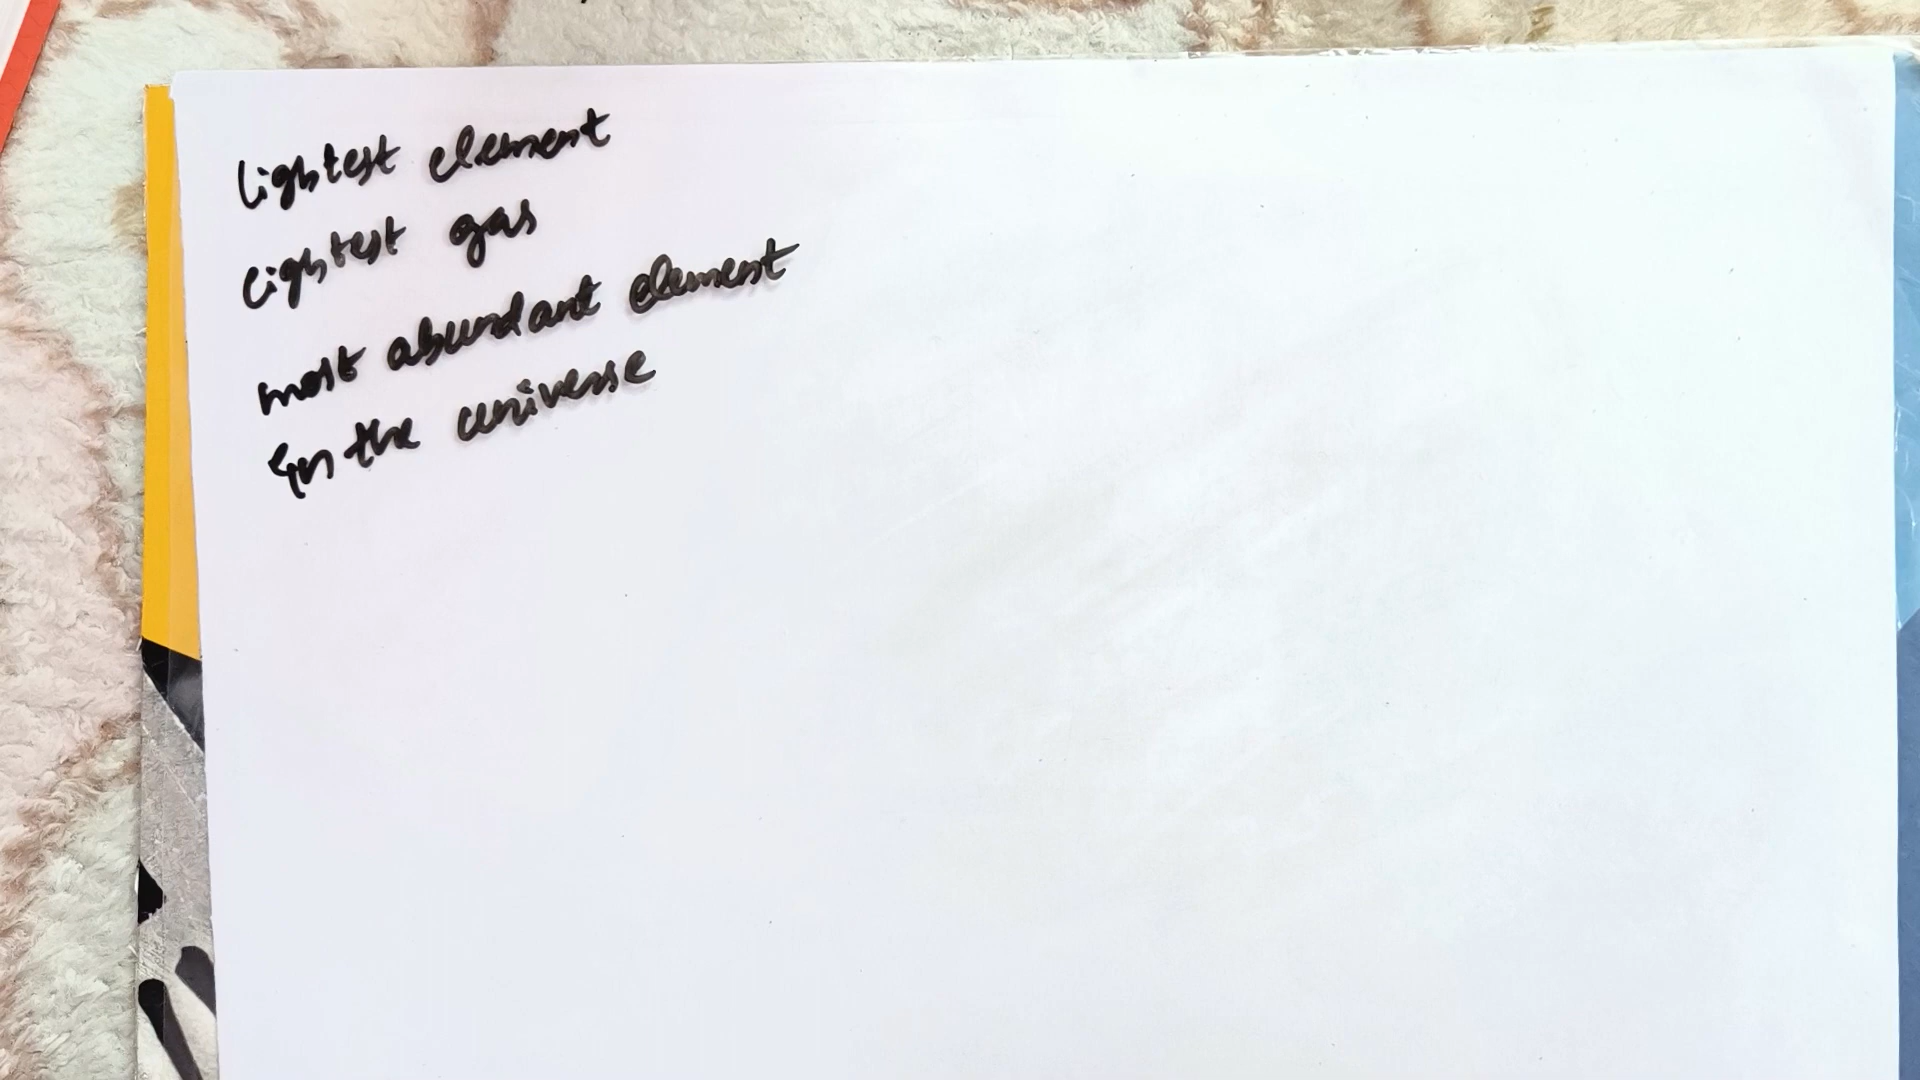 Lightest element
Lightest gas
most abundant element
In the universe